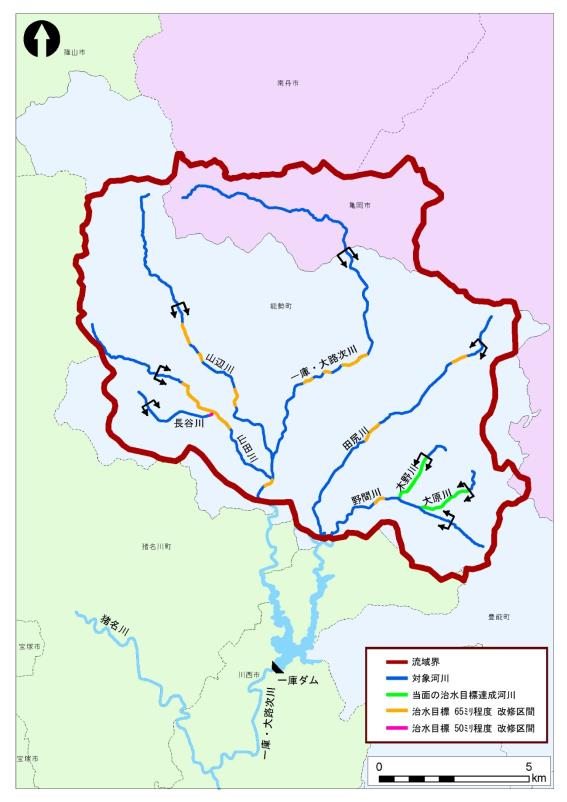 篠山市
南丹市
亀岡市
能勢町
一庫・大路次川
山辺川
長谷川
山田川
田尻川
木野川
大原川
野間川
猪名川町
豊能町
猪名川
宝塚市
川西市
一庫ダム
一庫・大路次川
宝塚市
流域界
対象河川
当面の治水目標達成河川
治水目標 65ミリ程度 改修区間
治水目標 50ミリ程度 改修区間
0 5
km